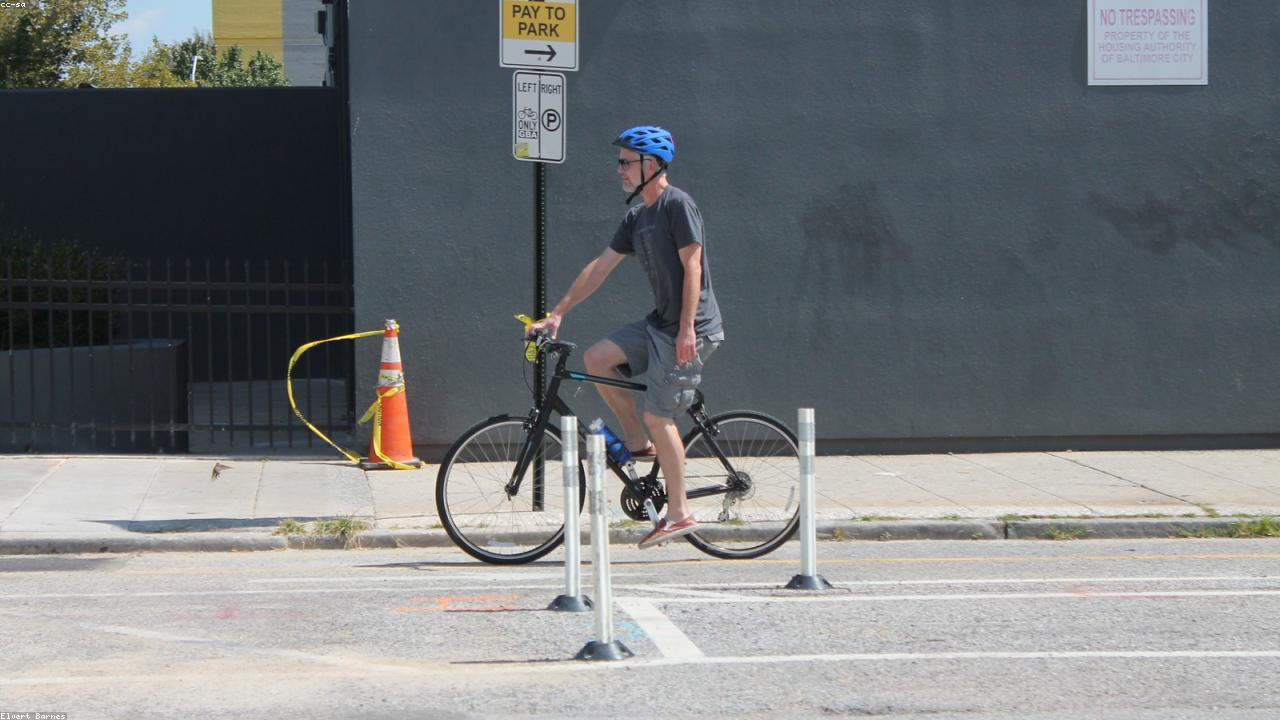 cc-sa
PAY TO
PARK
LEFT RIGHT
ONLY P
GBA
NO TRESPASSING
PROPERTY OF THE
HOUSING AUTHORITY
OF BALTIMORE CITY
Elvert Barnes